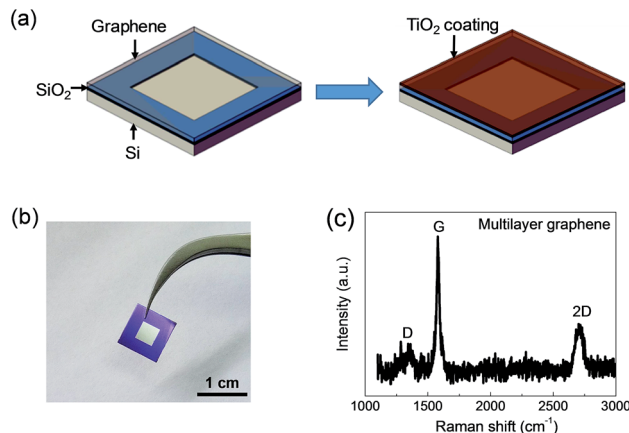 (a)
Graphene
SiO₂
Si
TiO₂ coating
(b)
1 cm
(c)
Multilayer graphene
G
D
2D
Intensity (a.u.)
1000 1500 2000 2500 3000
Raman shift (cm⁻¹)